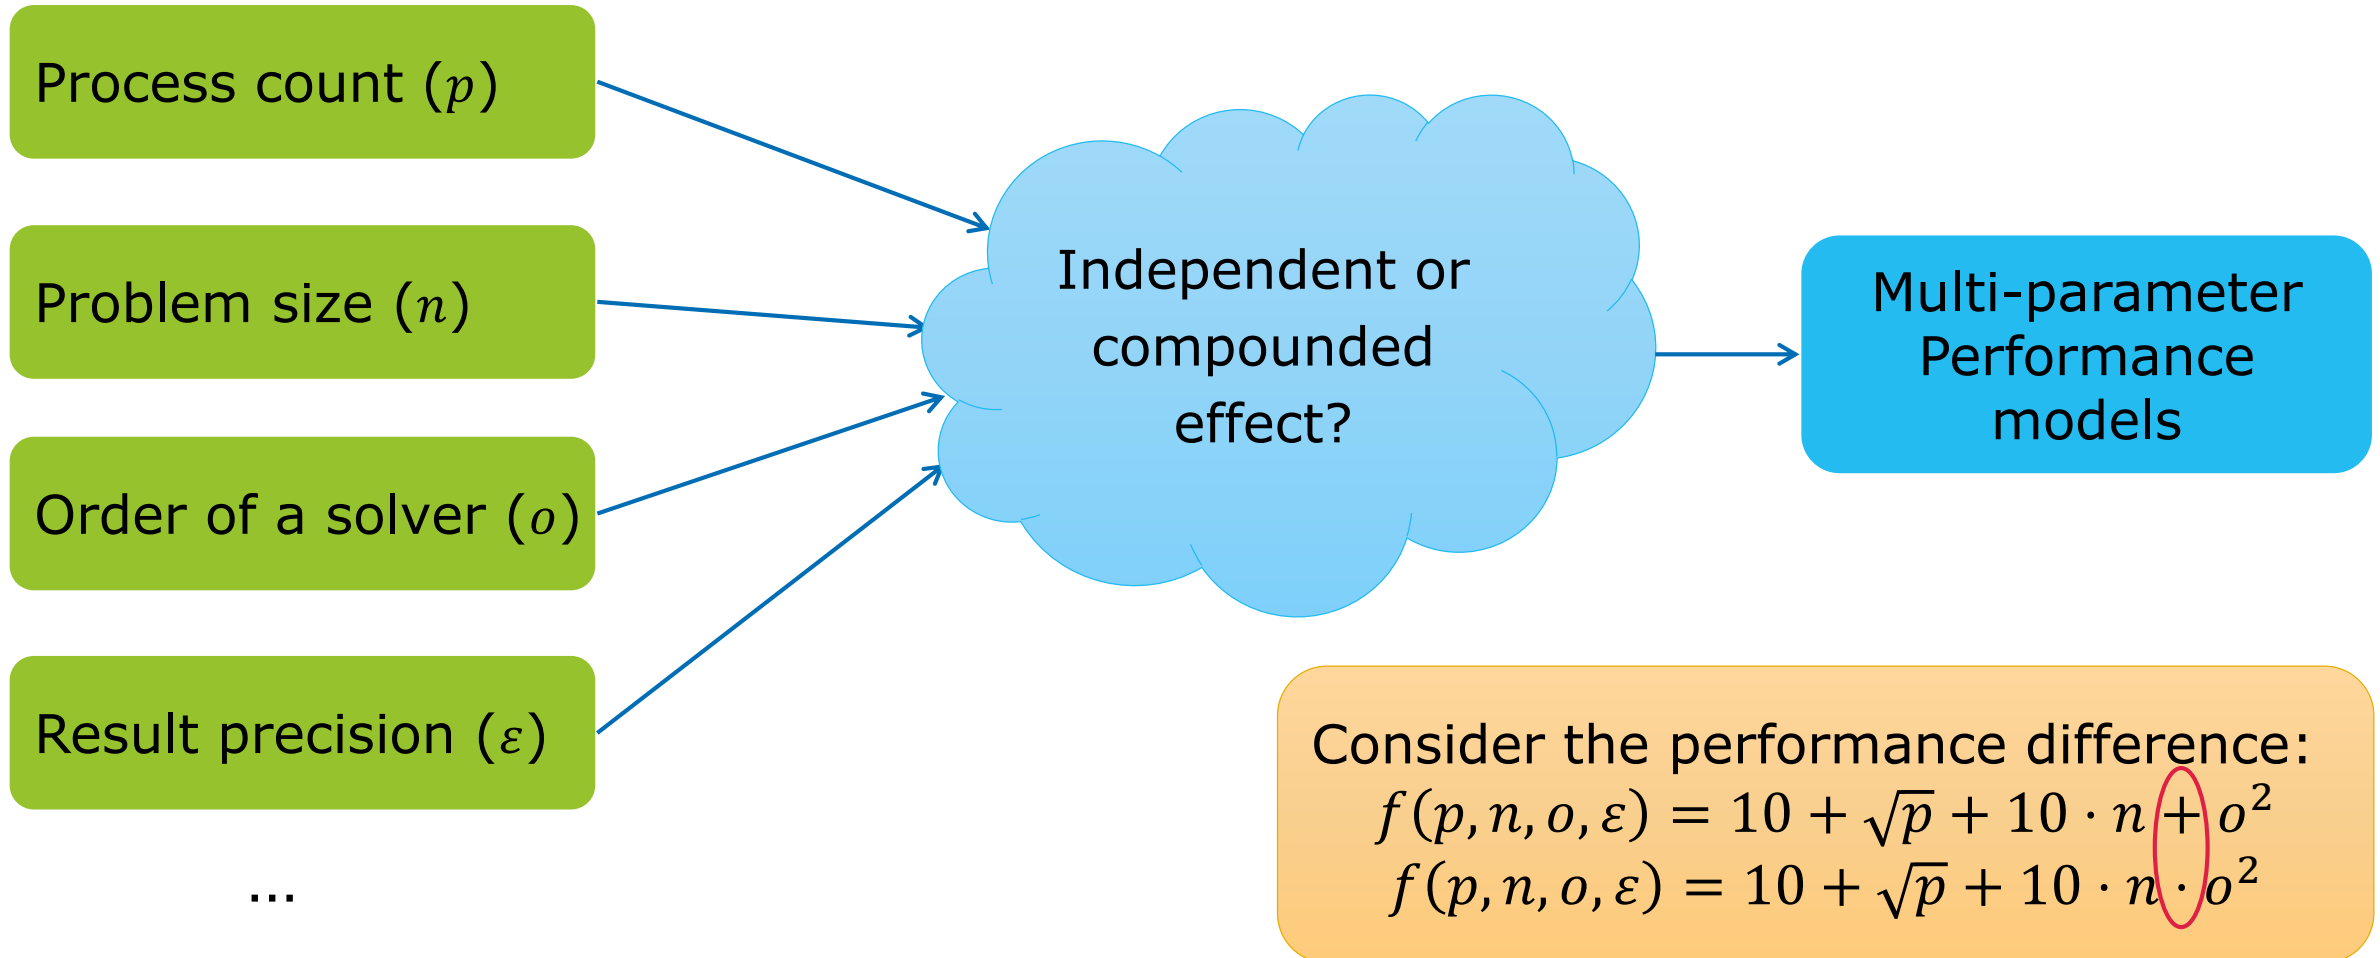 Process count (𝑝)
Problem size (𝑛)
Order of a solver (𝑜)
Result precision (𝜀)
...
Independent or
compounded
effect?
Multi-parameter
Performance
models
Consider the performance difference:
𝑓(𝑝, 𝑛, 𝑜, 𝜀) = 10 + √𝑝 + 10 · 𝑛 + 𝑜²
𝑓(𝑝, 𝑛, 𝑜, 𝜀) = 10 + √𝑝 + 10 · 𝑛 · 𝑜²